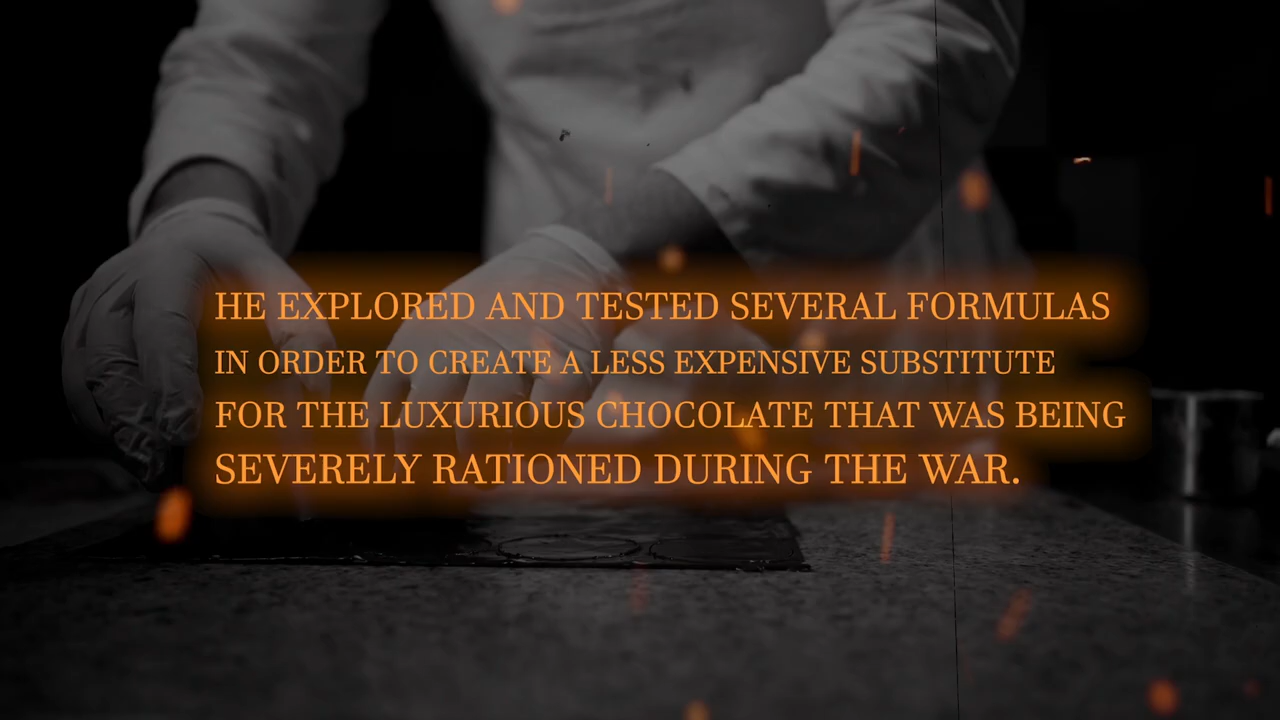 HE EXPLORED AND TESTED SEVERAL FORMULAS
IN ORDER TO CREATE A LESS EXPENSIVE SUBSTITUTE
FOR THE LUXURIOUS CHOCOLATE THAT WAS BEING
SEVERELY RATIONED DURING THE WAR.